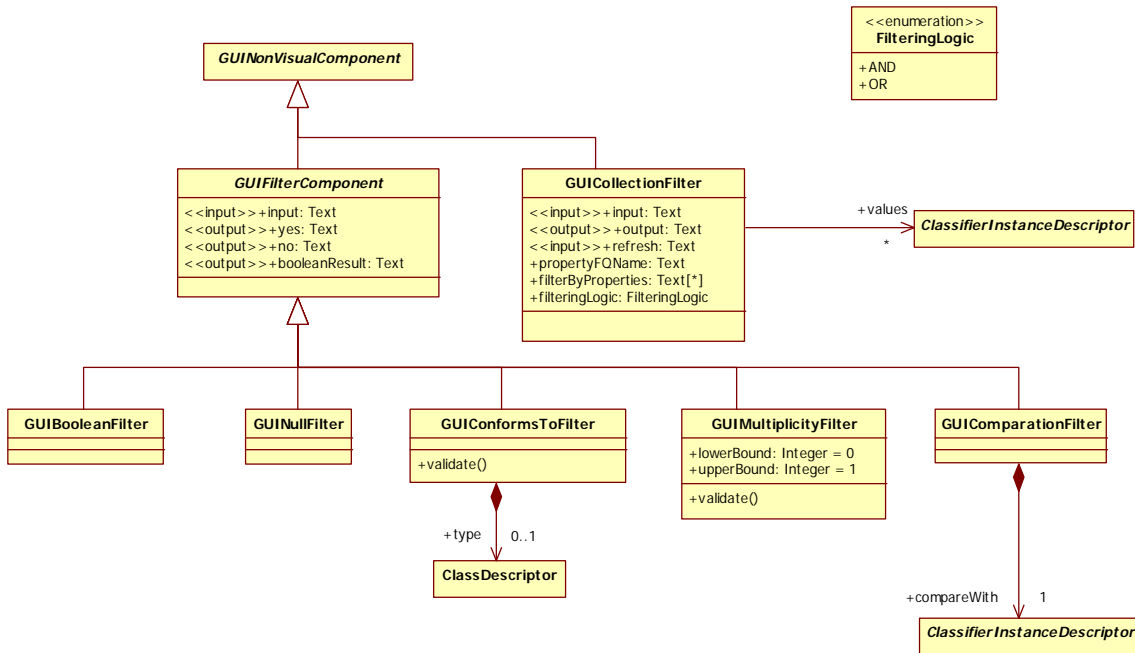 GUINonVisualComponent
<<enumeration>>
FilteringLogic
+AND
+OR
GUIFilterComponent
<<input>>+input: Text
<<output>>+yes: Text
<<output>>+no: Text
<<output>>+booleanResult: Text
GUICollectionFilter
<<input>>+input: Text
<<output>>+output: Text
<<input>>+refresh: Text
+propertyFQName: Text
+filterByProperties: Text[*]
+filteringLogic: FilteringLogic
+values
*
ClassifierInstanceDescriptor
GUIBooleanFilter
GUINullFilter
GUIConformsToFilter
+validate()
GUIMultiplicityFilter
+lowerBound: Integer = 0
+upperBound: Integer = 1
+validate()
GUIComparationFilter
+type
0..1
ClassDescriptor
+compareWith
1
ClassifierInstanceDescriptor